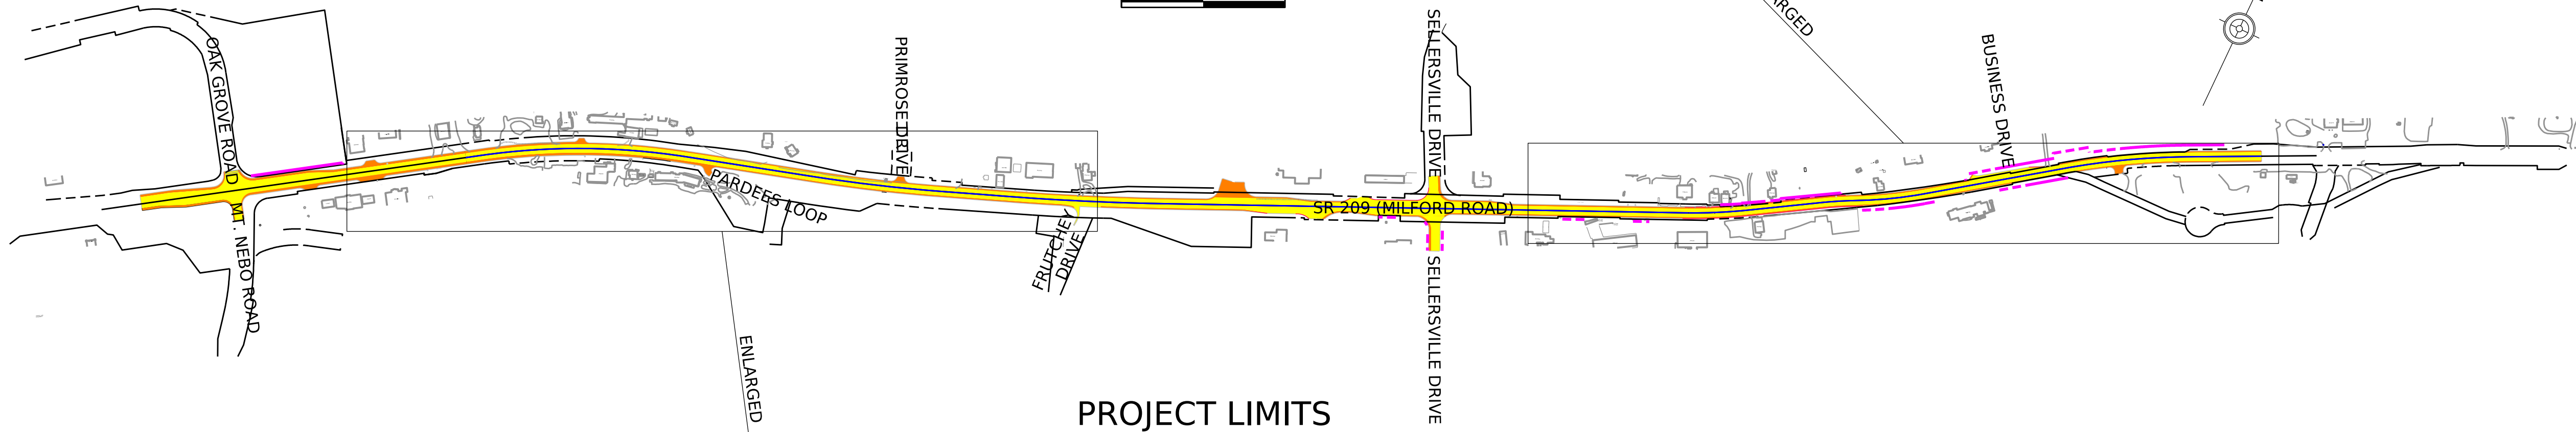 OAK GROVE ROAD
MT. NEBO ROAD
PARDEES LOOP
PRIMROSE DRIVE
FRUTCHEY
DRIVE
SELLERSVILLE DRIVE
SR 209 (MILFORD ROAD)
SELLERSVILLE DRIVE
BUSINESS DRIVE
ENLARGED
PROJECT LIMITS